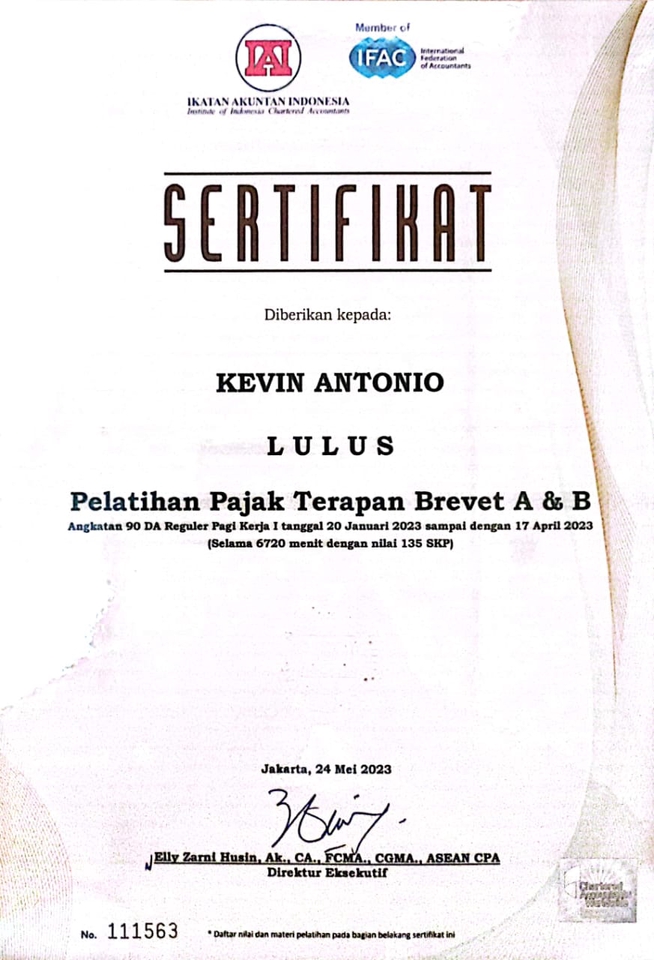 IAI
Member of
IFAC
International
Federation
of Accountants
IKATAN AKUNTAN INDONESIA
Institute of Indonesia Chartered Accountants
SERTIFIKAT
Diberikan kepada:
KEVIN ANTONIO
L U L U S
Pelatihan Pajak Terapan Brevet A & B
Angkatan 90 DA Reguler Pagi Kerja I tanggal 20 Januari 2023 sampai dengan 17 April 2023
(Selama 6720 menit dengan nilai 135 SKP)
Jakarta, 24 Mei 2023
Elly Zarni Husin, Ak., CA., FCMA., CGMA., ASEAN CPA
Direktur Eksekutif
Chartered
No. 111563
* Daftar nilai dan materi pelatihan pada bagian belakang sertifikat ini